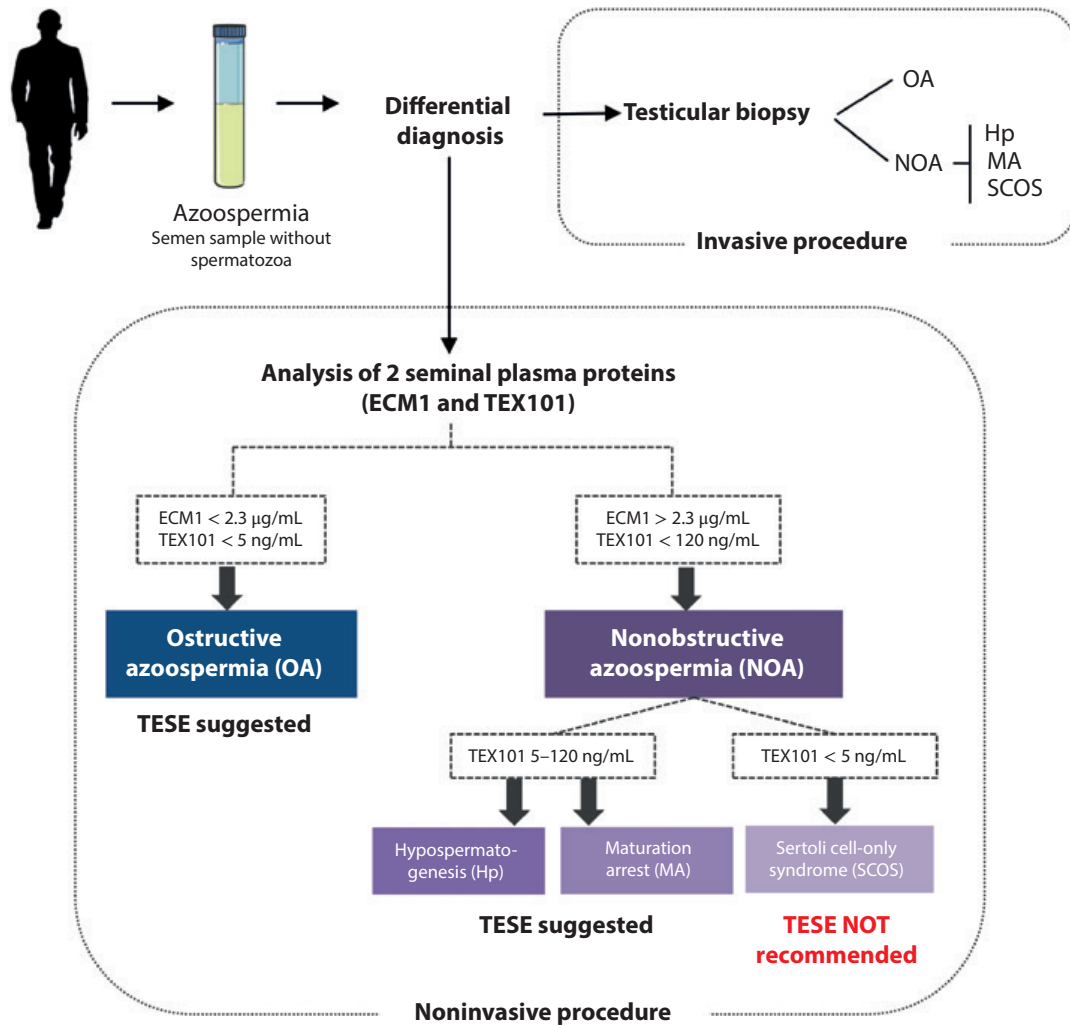 Differential
diagnosis
Testicular biopsy
OA
NOA
Hp
MA
SCOS
Invasive procedure
Azoospermia
Semen sample without
spermatozoa
Analysis of 2 seminal plasma proteins
(ECM1 and TEX101)
ECM1 < 2.3 μg/mL
TEX101 < 5 ng/mL
ECM1 > 2.3 μg/mL
TEX101 < 120 ng/mL
Ostructive
azoospermia (OA)
TESE suggested
Nonobstructive
azoospermia (NOA)
TEX101 5–120 ng/mL
TEX101 < 5 ng/mL
Hypospermato-
genesis (Hp)
Maturation
arrest (MA)
Sertoli cell-only
syndrome (SCOS)
TESE suggested
TESE NOT
recommended
Noninvasive procedure